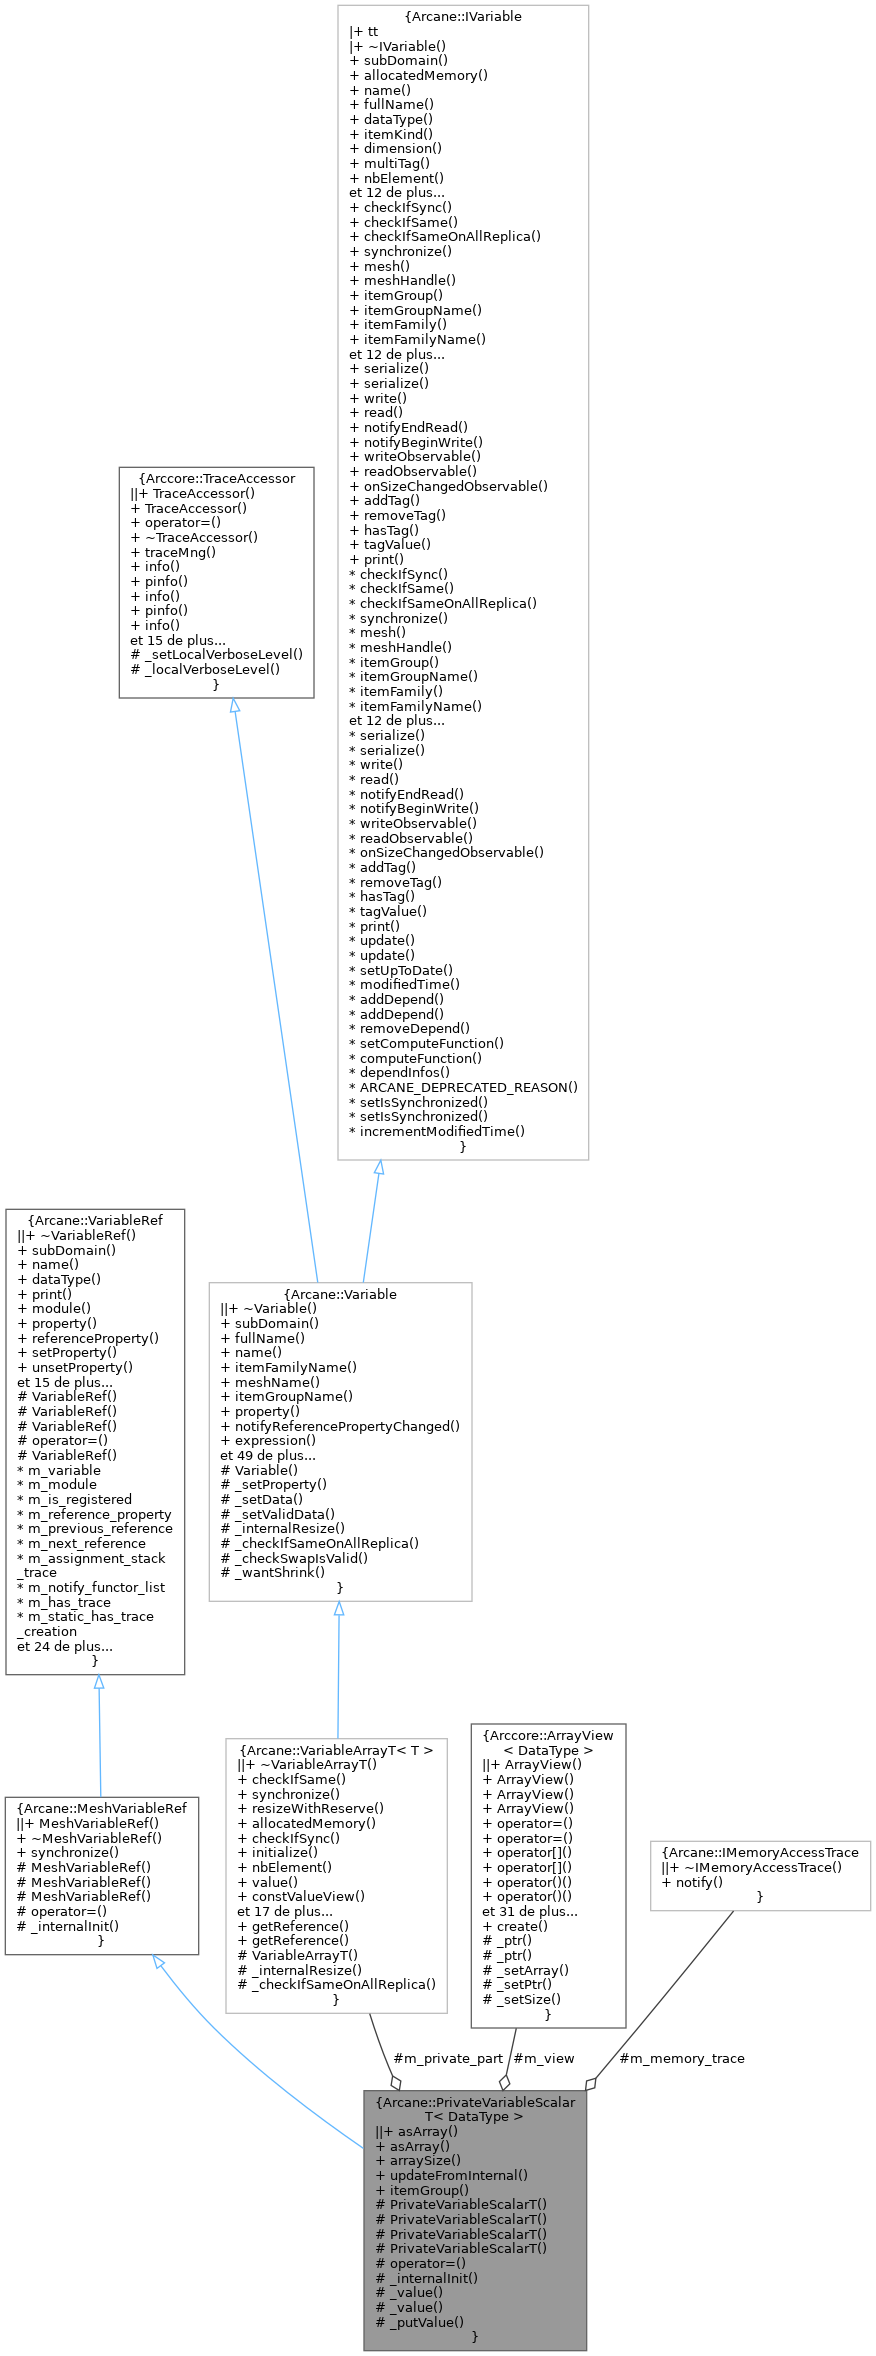 {Arcane::IVariable
|+ tt
|+ ~IVariable()
+ subDomain()
+ allocatedMemory()
+ name()
+ fullName()
+ dataType()
+ itemKind()
+ dimension()
+ multiTag()
+ nbElement()
et 12 de plus...
+ checkIfSync()
+ checkIfSame()
+ checkIfSameOnAllReplica()
+ synchronize()
+ mesh()
+ meshHandle()
+ itemGroup()
+ itemGroupName()
+ itemFamily()
+ itemFamilyName()
et 12 de plus...
+ serialize()
+ serialize()
+ write()
+ read()
+ notifyEndRead()
+ notifyBeginWrite()
+ writeObservable()
+ readObservable()
+ onSizeChangedObservable()
+ addTag()
+ removeTag()
+ hasTag()
+ tagValue()
+ print()
* checkIfSync()
* checkIfSame()
* checkIfSameOnAllReplica()
* synchronize()
* mesh()
* meshHandle()
* itemGroup()
* itemGroupName()
* itemFamily()
* itemFamilyName()
et 12 de plus...
* serialize()
* serialize()
* write()
* read()
* notifyEndRead()
* notifyBeginWrite()
* writeObservable()
* readObservable()
* onSizeChangedObservable()
* addTag()
* removeTag()
* hasTag()
* tagValue()
* print()
* update()
* update()
* setUpToDate()
* modifiedTime()
* addDepend()
* addDepend()
* removeDepend()
* setComputeFunction()
* computeFunction()
* dependInfos()
* ARCANE_DEPRECATED_REASON()
* setIsSynchronized()
* setIsSynchronized()
* incrementModifiedTime()
}
{Arccore::TraceAccessor
||+ TraceAccessor()
+ TraceAccessor()
+ operator=()
+ ~TraceAccessor()
+ traceMng()
+ info()
+ pinfo()
+ info()
+ pinfo()
+ info()
et 15 de plus...
# _setLocalVerboseLevel()
# _localVerboseLevel()
}
{Arcane::VariableRef
||+ ~VariableRef()
+ subDomain()
+ name()
+ dataType()
+ print()
+ module()
+ property()
+ referenceProperty()
+ setProperty()
+ unsetProperty()
et 15 de plus...
# VariableRef()
# VariableRef()
# VariableRef()
# operator=()
# VariableRef()
* m_variable
* m_module
* m_is_registered
* m_reference_property
* m_previous_reference
* m_next_reference
* m_assignment_stack
_trace
* m_notify_functor_list
* m_has_trace
* m_static_has_trace
_creation
et 24 de plus...
}
{Arcane::Variable
||+ ~Variable()
+ subDomain()
+ fullName()
+ name()
+ itemFamilyName()
+ meshName()
+ itemGroupName()
+ property()
+ notifyReferencePropertyChanged()
+ expression()
et 49 de plus...
# Variable()
# _setProperty()
# _setData()
# _setValidData()
# _internalResize()
# _checkIfSameOnAllReplica()
# _checkSwapIsValid()
# _wantShrink()
}
{Arcane::MeshVariableRef
||+ MeshVariableRef()
+ ~MeshVariableRef()
+ synchronize()
# MeshVariableRef()
# MeshVariableRef()
# MeshVariableRef()
# operator=()
# _internalInit()
}
{Arcane::VariableArrayT< T >
||+ ~VariableArrayT()
+ checkIfSame()
+ synchronize()
+ resizeWithReserve()
+ allocatedMemory()
+ checkIfSync()
+ initialize()
+ nbElement()
+ value()
+ constValueView()
et 17 de plus...
+ getReference()
+ getReference()
# VariableArrayT()
# _internalResize()
# _checkIfSameOnAllReplica()
}
{Arccore::ArrayView
< DataType >
||+ ArrayView()
+ ArrayView()
+ ArrayView()
+ ArrayView()
+ operator=()
+ operator=()
+ operator[]()
+ operator[]()
+ operator()()
+ operator()()
et 31 de plus...
+ create()
# _ptr()
# _ptr()
# _setArray()
# _setPtr()
# _setSize()
}
{Arcane::IMemoryAccessTrace
||+ ~IMemoryAccessTrace()
+ notify()
}
#m_private_part
#m_view
#m_memory_trace
{Arcane::PrivateVariableScalar
T< DataType >
||+ asArray()
+ asArray()
+ arraySize()
+ updateFromInternal()
+ itemGroup()
# PrivateVariableScalarT()
# PrivateVariableScalarT()
# PrivateVariableScalarT()
# PrivateVariableScalarT()
# operator=()
# _internalInit()
# _value()
# _value()
# _putValue()
}